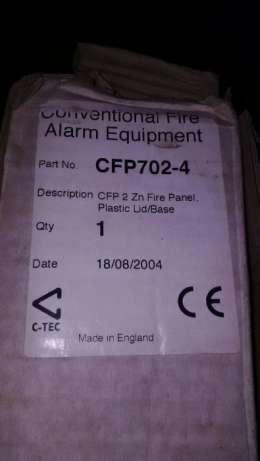 Conventional Fire
Alarm Equipment
Part No. CFP702-4
Description CFP 2 Zn Fire Panel,
Plastic Lid/Base
Qty 1
Date 18/08/2004
C-TEC
CE
Made in England